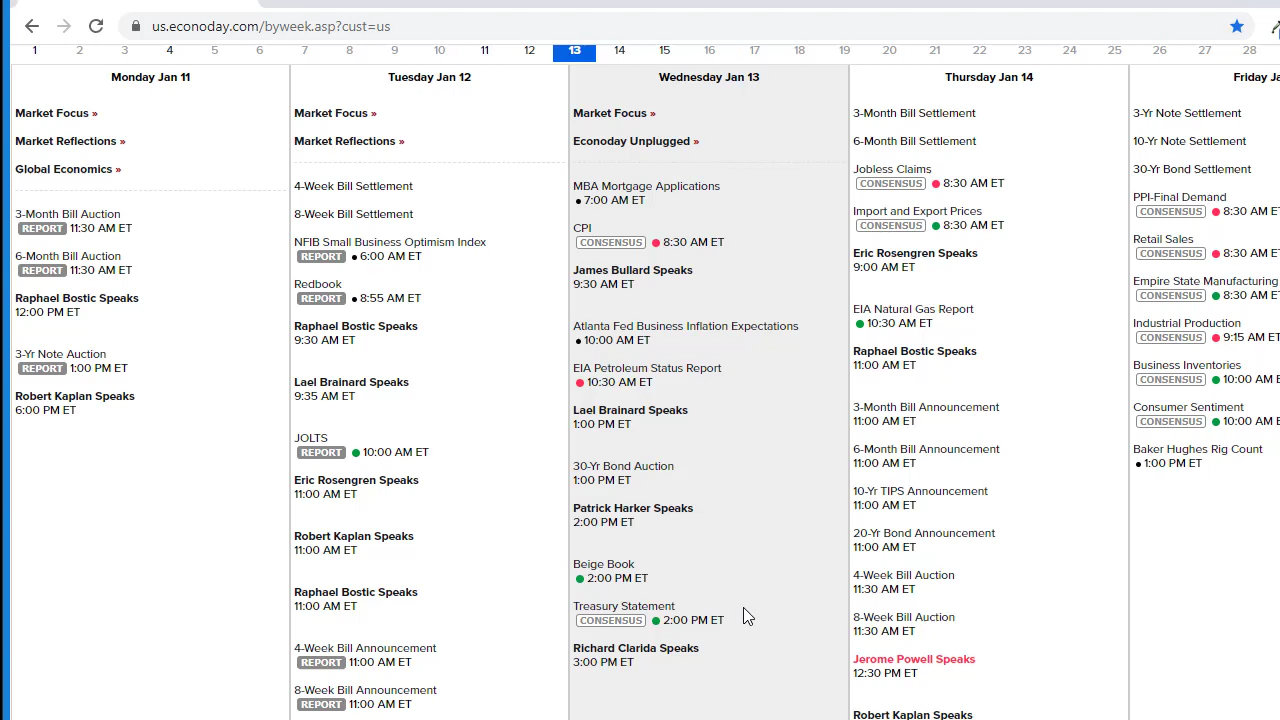 us.econoday.com/byweek.asp?cust=us
1 2 3 4 5 6 7 8 9 10 11 12 13 14 15 16 17 18 19 20 21 22 23 24 25 26 27 28
Monday Jan 11
Market Focus »
Market Reflections »
Global Economics »
3-Month Bill Auction
REPORT 11:30 AM ET
6-Month Bill Auction
REPORT 11:30 AM ET
Raphael Bostic Speaks
12:00 PM ET
3-Yr Note Auction
REPORT 1:00 PM ET
Robert Kaplan Speaks
6:00 PM ET
Tuesday Jan 12
Market Focus »
Market Reflections »
4-Week Bill Settlement
8-Week Bill Settlement
NFIB Small Business Optimism Index
REPORT 6:00 AM ET
Redbook
REPORT 8:55 AM ET
Raphael Bostic Speaks
9:30 AM ET
Lael Brainard Speaks
9:35 AM ET
JOLTS
REPORT 10:00 AM ET
Eric Rosengren Speaks
11:00 AM ET
Robert Kaplan Speaks
11:00 AM ET
Raphael Bostic Speaks
11:00 AM ET
4-Week Bill Announcement
REPORT 11:00 AM ET
8-Week Bill Announcement
REPORT 11:00 AM ET
Wednesday Jan 13
Market Focus »
Econoday Unplugged »
MBA Mortgage Applications
7:00 AM ET
CPI
CONSENSUS 8:30 AM ET
James Bullard Speaks
9:30 AM ET
Atlanta Fed Business Inflation Expectations
10:00 AM ET
EIA Petroleum Status Report
10:30 AM ET
Lael Brainard Speaks
1:00 PM ET
30-Yr Bond Auction
1:00 PM ET
Patrick Harker Speaks
2:00 PM ET
Beige Book
2:00 PM ET
Treasury Statement
CONSENSUS 2:00 PM ET
Richard Clarida Speaks
3:00 PM ET
Thursday Jan 14
3-Month Bill Settlement
6-Month Bill Settlement
Jobless Claims
CONSENSUS 8:30 AM ET
Import and Export Prices
CONSENSUS 8:30 AM ET
Eric Rosengren Speaks
9:00 AM ET
EIA Natural Gas Report
10:30 AM ET
Raphael Bostic Speaks
11:00 AM ET
3-Month Bill Announcement
11:00 AM ET
6-Month Bill Announcement
11:00 AM ET
10-Yr TIPS Announcement
11:00 AM ET
20-Yr Bond Announcement
11:00 AM ET
4-Week Bill Auction
11:30 AM ET
8-Week Bill Auction
11:30 AM ET
Jerome Powell Speaks
12:30 PM ET
Robert Kaplan Speaks
Friday Ja
3-Yr Note Settlement
10-Yr Note Settlement
30-Yr Bond Settlement
PPI-Final Demand
CONSENSUS 8:30 AM E
Retail Sales
CONSENSUS 8:30 AM E
Empire State Manufacturing
CONSENSUS 8:30 AM E
Industrial Production
CONSENSUS 9:15 AM ET
Business Inventories
CONSENSUS 10:00 AM E
Consumer Sentiment
CONSENSUS 10:00 AM E
Baker Hughes Rig Count
1:00 PM ET